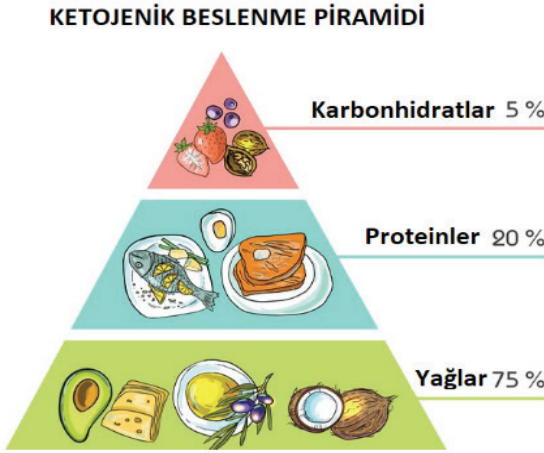 KETOJENİK BESLENME PİRAMİDİ
Karbonhidratlar 5 %
Proteinler 20 %
Yağlar 75 %